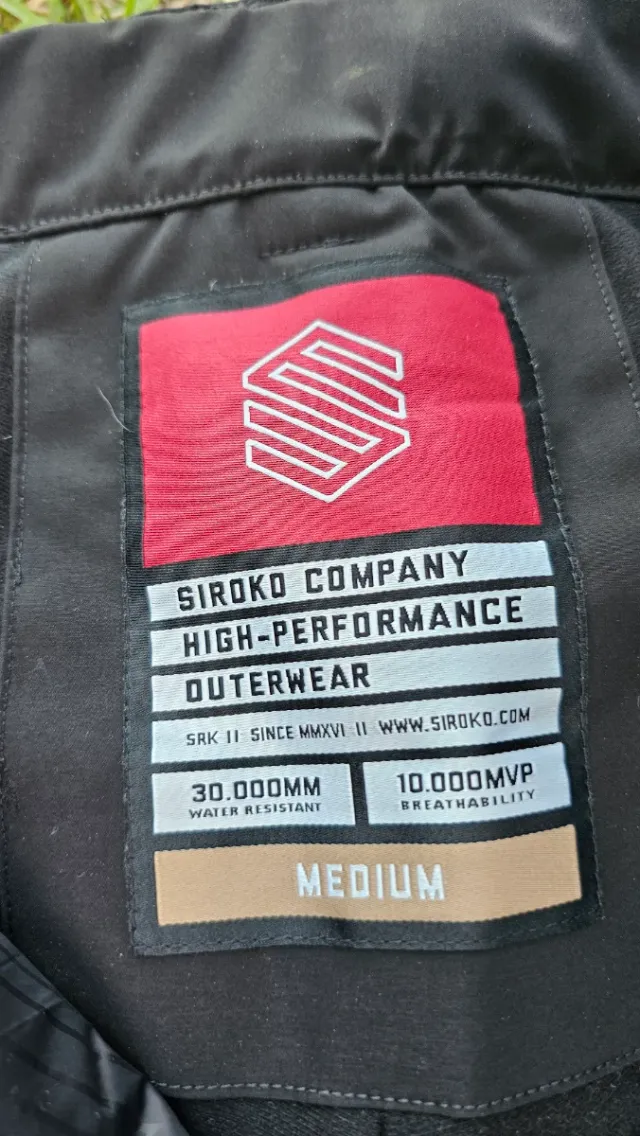 SIROKO COMPANY
HIGH-PERFORMANCE
OUTERWEAR
SRK II SINCE MMXVI II WWW.SIROKO.COM
30.000MM
WATER RESISTANT
10.000MVP
BREATHABILITY
MEDIUM